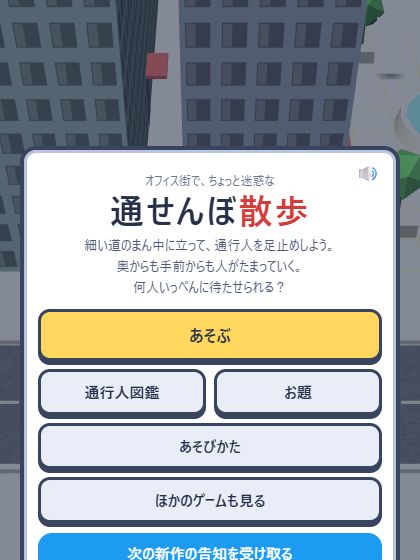 オフィス街で、ちょっと迷惑な
通せんぼ散歩
細い道のまん中に立って、通行人を足止めしよう。
奥からも手前からも人がたまっていく。
何人いっぺんに待たせられる？
あそぶ
通行人図鑑
お題
あそびかた
ほかのゲームも見る
次の新作の告知を受け取る